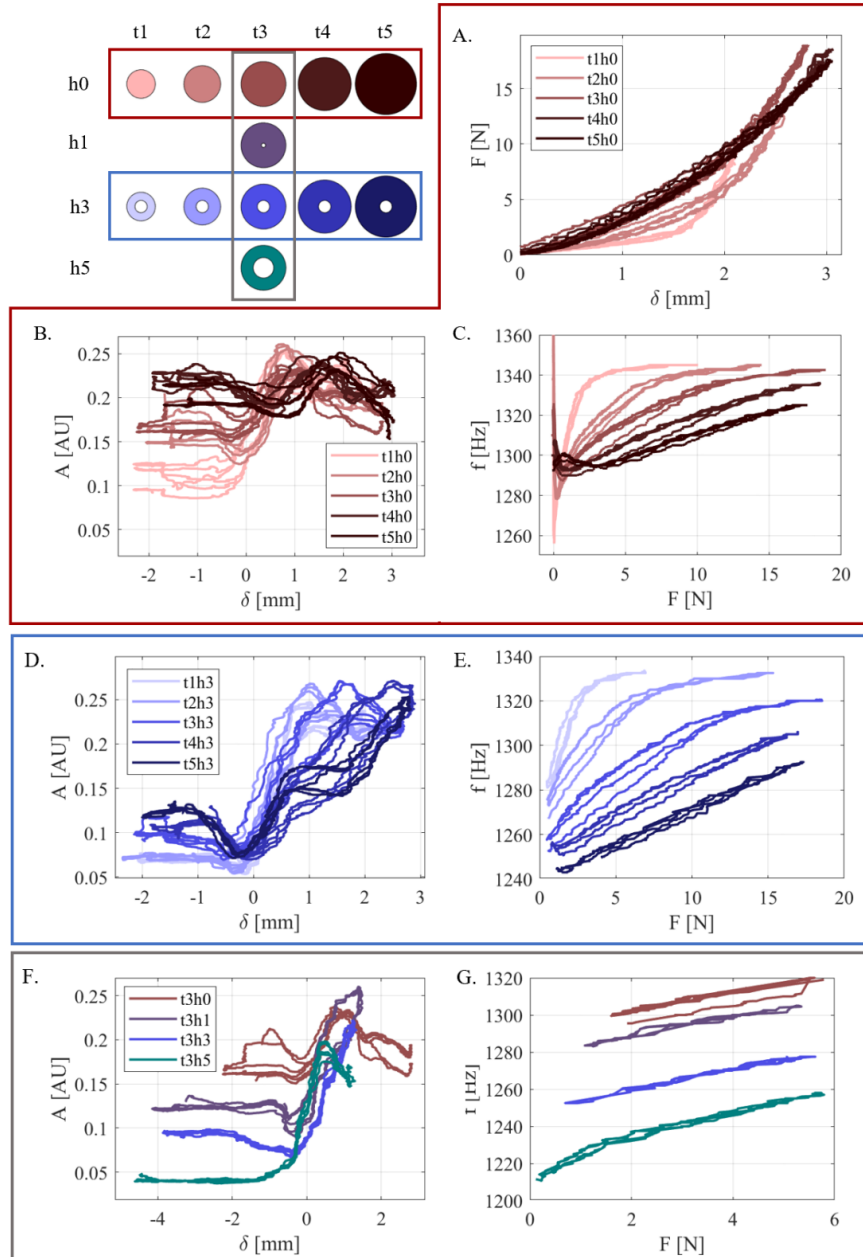 t1 t2 t3 t4 t5
h0
h1
h3
h5
A.
F [N]
15
10
5
0
0 1 2 3
δ [mm]
t1h0
t2h0
t3h0
t4h0
t5h0
B.
A [AU]
0.25
0.2
0.15
0.1
0.05
-2 -1 0 1 2 3
δ [mm]
t1h0
t2h0
t3h0
t4h0
t5h0
C.
f [Hz]
1360
1340
1320
1300
1280
1260
0 5 10 15 20
F [N]
D.
A [AU]
0.25
0.2
0.15
0.1
0.05
-2 -1 0 1 2 3
δ [mm]
t1h3
t2h3
t3h3
t4h3
t5h3
E.
f [Hz]
1340
1320
1300
1280
1260
1240
0 5 10 15 20
F [N]
F.
A [AU]
0.25
0.2
0.15
0.1
0.05
-4 -2 0 2
δ [mm]
t3h0
t3h1
t3h3
t3h5
G.
[Hz]
1320
1300
1280
1260
1240
1220
1200
0 2 4 6
F [N]